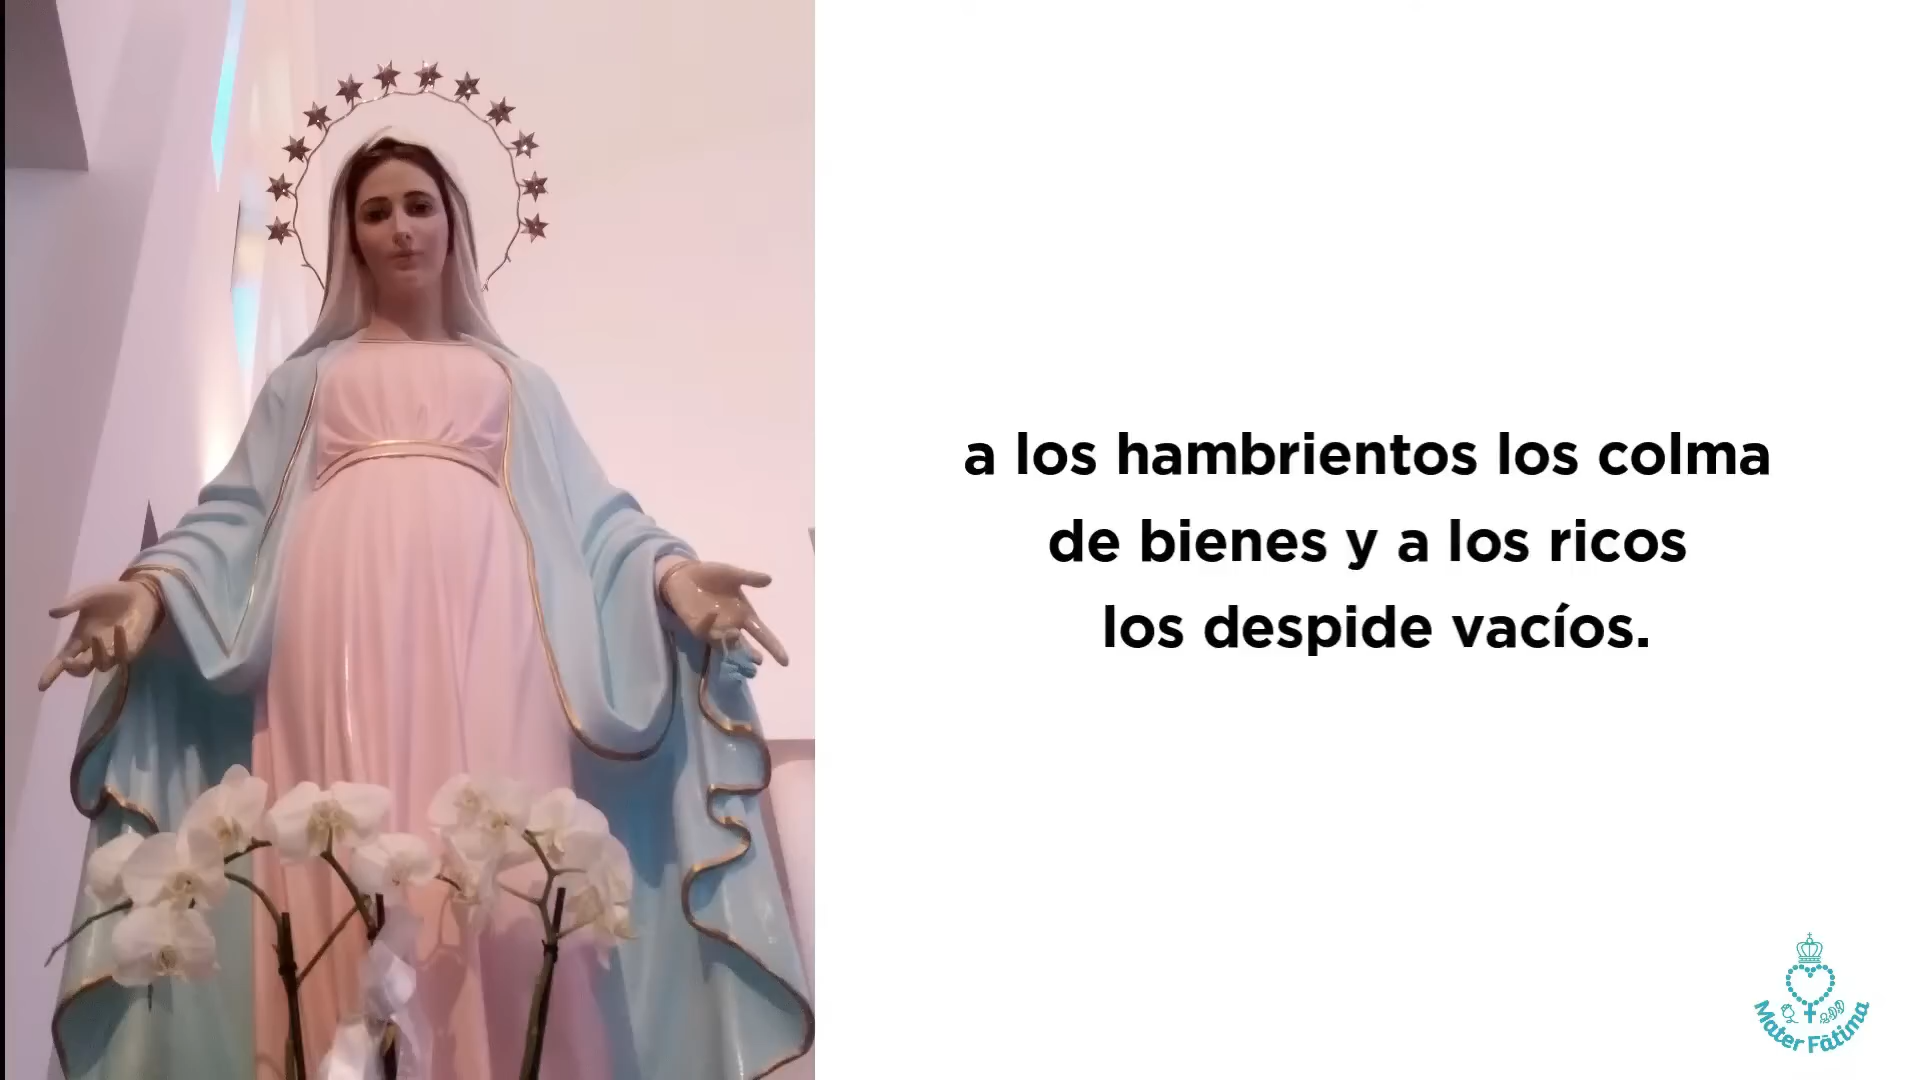 a los hambrientos los colma
de bienes y a los ricos
los despide vacíos.
Mater Fátima